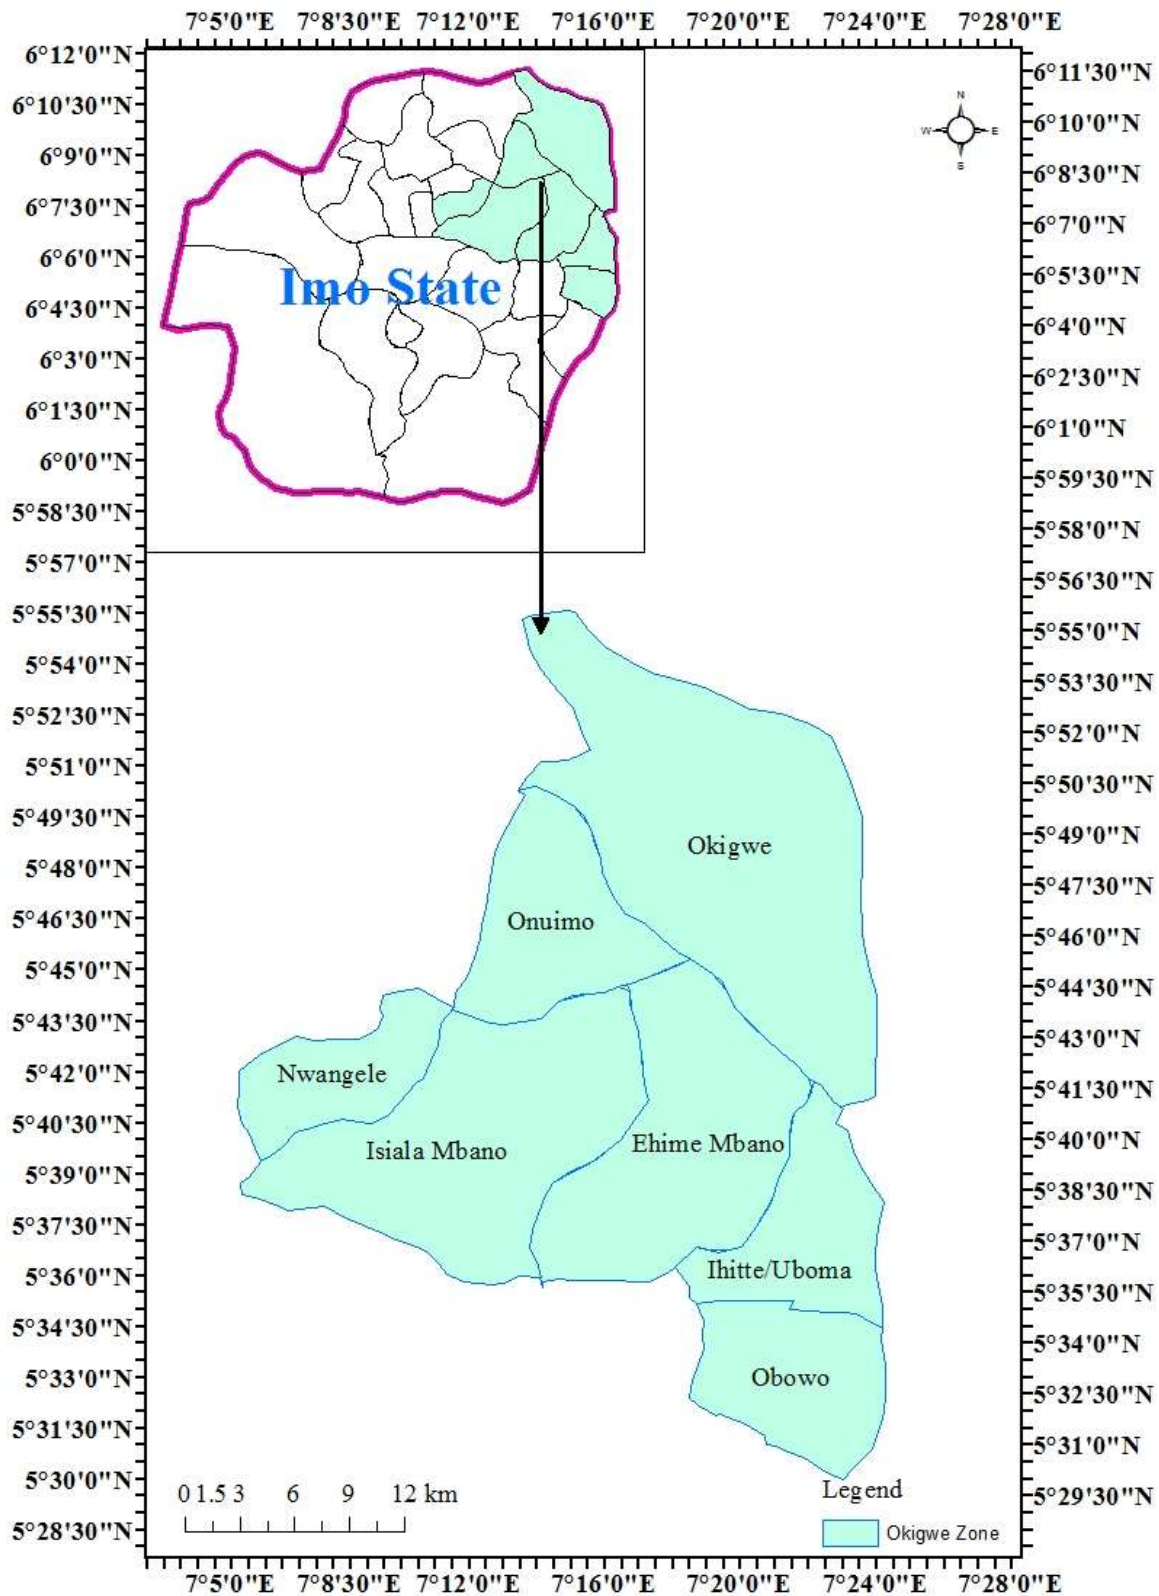 7°5'0"E 7°8'30"E 7°12'0"E 7°16'0"E 7°20'0"E 7°24'0"E 7°28'0"E
6°12'0"N
6°10'30"N
6°9'0"N
6°7'30"N
6°6'0"N
6°4'30"N
6°3'0"N
6°1'30"N
6°0'0"N
5°58'30"N
5°57'0"N
5°55'30"N
5°54'0"N
5°52'30"N
5°51'0"N
5°49'30"N
5°48'0"N
5°46'30"N
5°45'0"N
5°43'30"N
5°42'0"N
5°40'30"N
5°39'0"N
5°37'30"N
5°36'0"N
5°34'30"N
5°33'0"N
5°31'30"N
5°30'0"N
5°28'30"N
N
W E
S
Imo State
Okigwe
Onuimo
Nwangele
Isiala Mbano
Ehime Mbano
Ihitte/Uboma
Obowo
0 1.5 3 6 9 12 km
Legend
Okigwe Zone
6°11'30"N
6°10'0"N
6°8'30"N
6°7'0"N
6°5'30"N
6°4'0"N
6°2'30"N
6°1'0"N
5°59'30"N
5°58'0"N
5°56'30"N
5°55'0"N
5°53'30"N
5°52'0"N
5°50'30"N
5°49'0"N
5°47'30"N
5°46'0"N
5°44'30"N
5°43'0"N
5°41'30"N
5°40'0"N
5°38'30"N
5°37'0"N
5°35'30"N
5°34'0"N
5°32'30"N
5°31'0"N
5°29'30"N
7°5'0"E 7°8'30"E 7°12'0"E 7°16'0"E 7°20'0"E 7°24'0"E 7°28'0"E